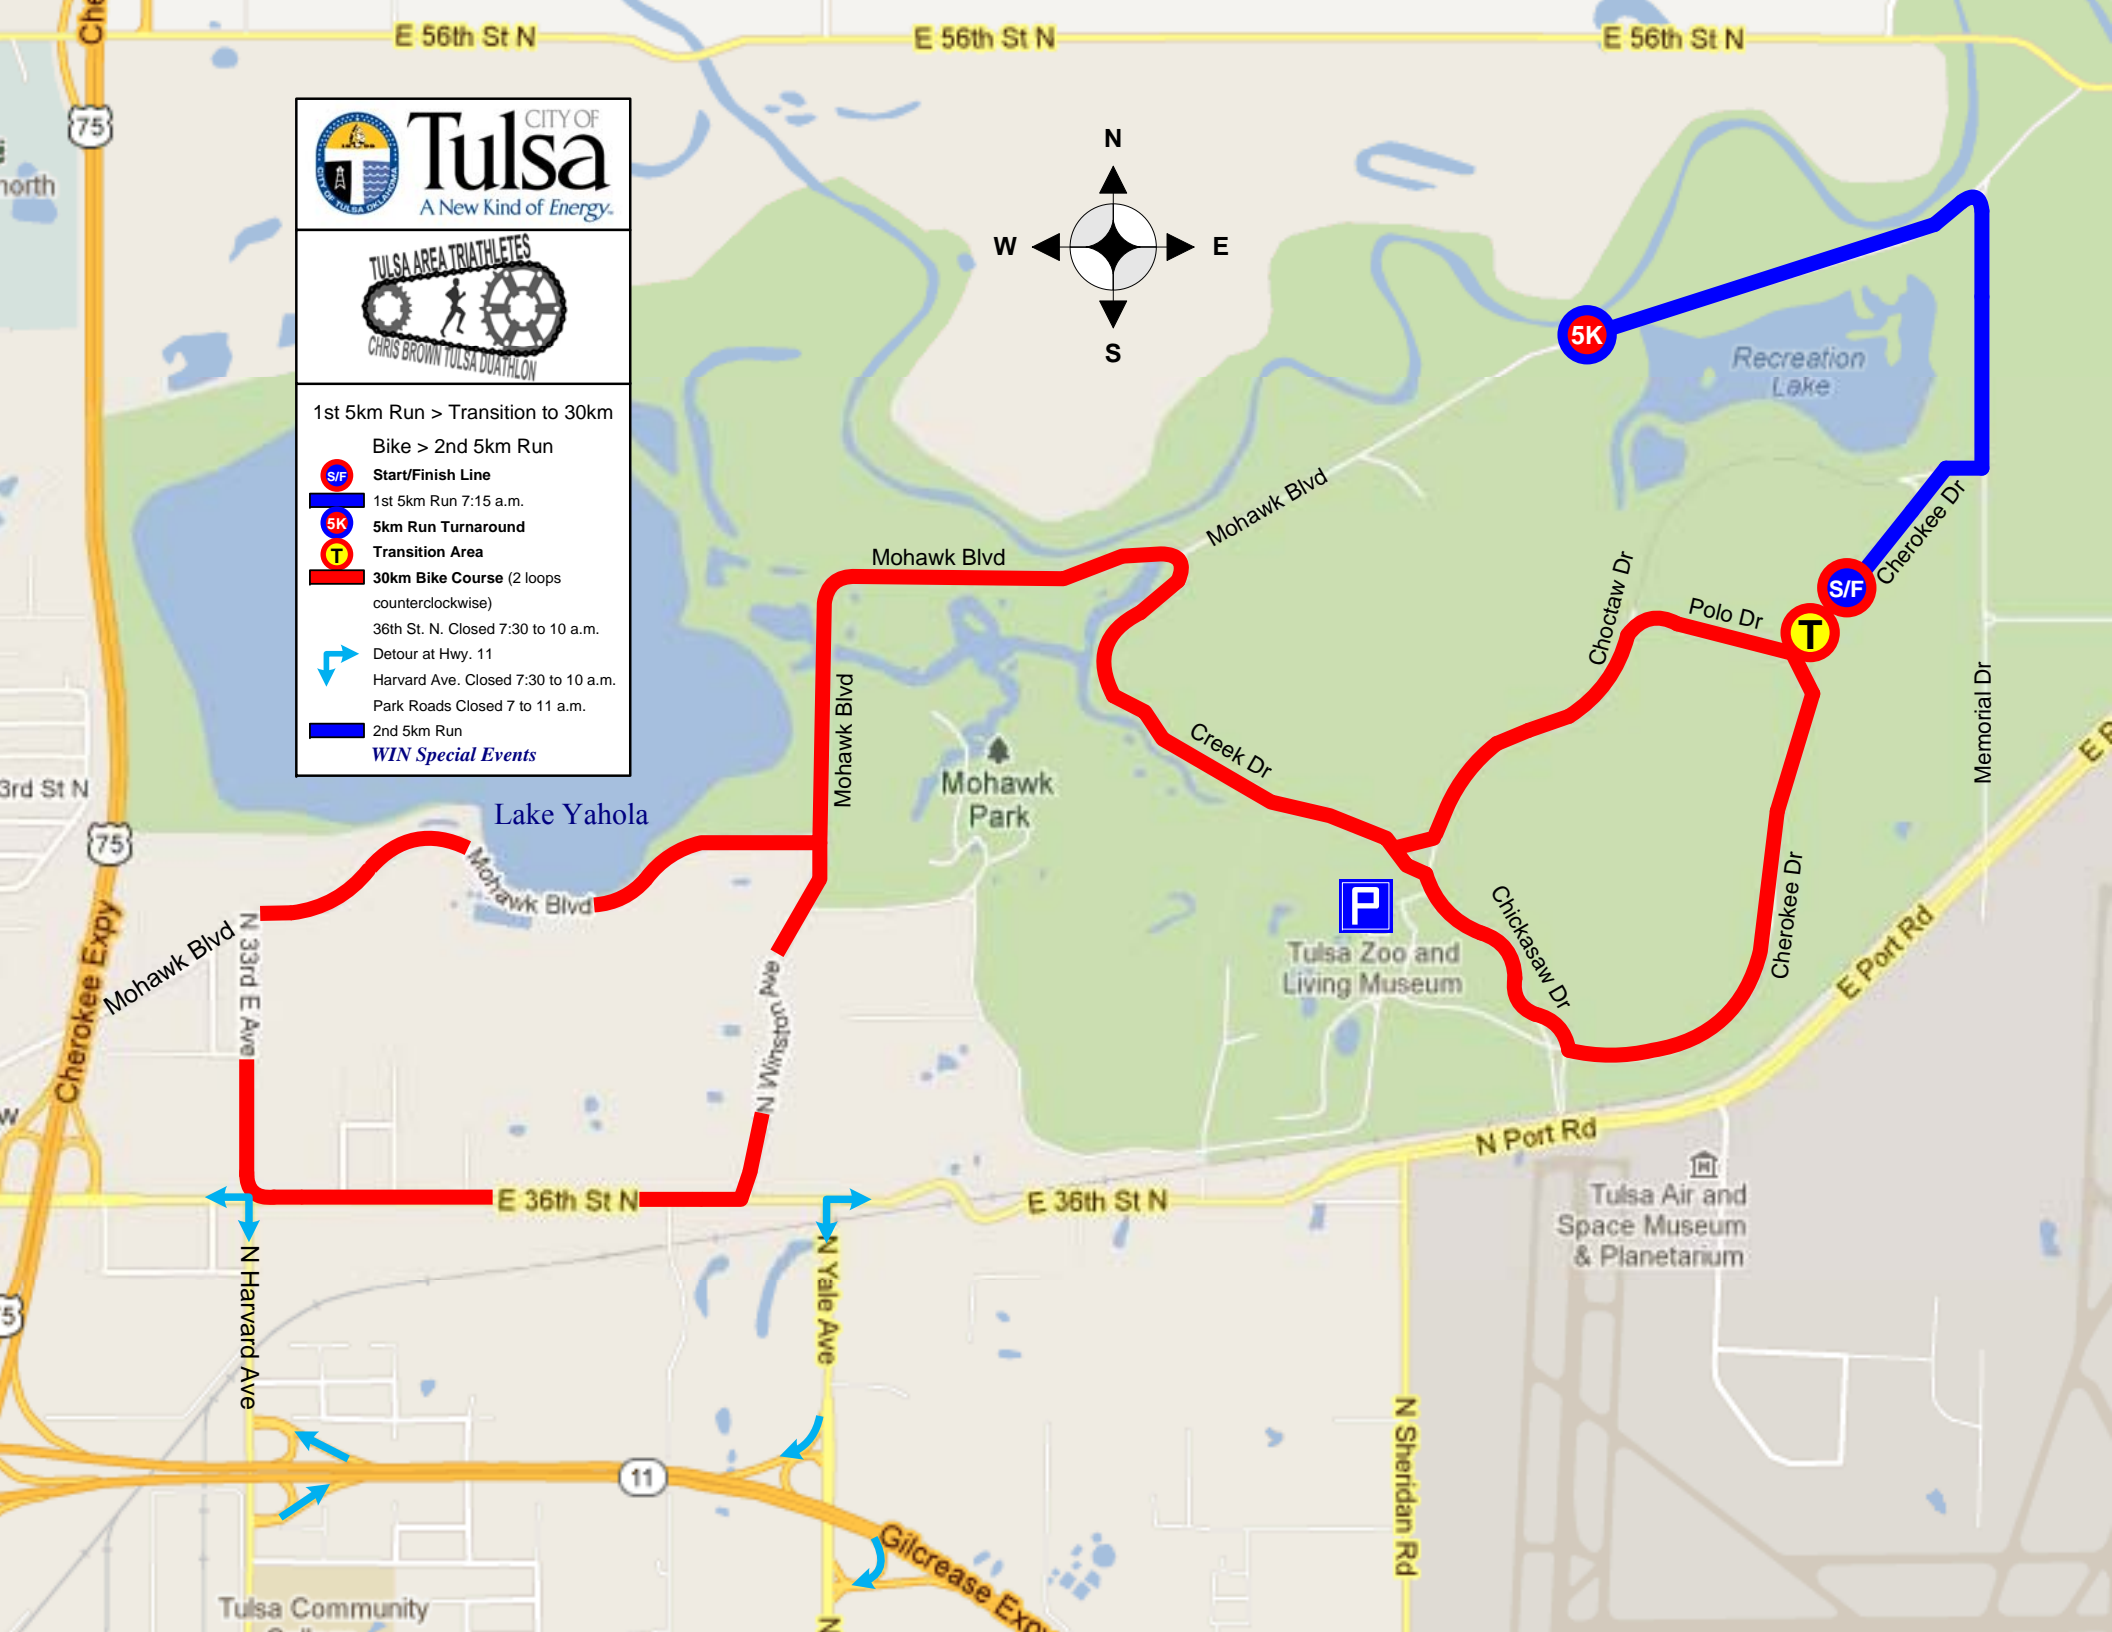 E 56th St N
E 56th St N
E 56th St N
75
north
CITY OF
Tulsa
A New Kind of Energy.
CITY OF TULSA OKLAHOMA
TULSA AREA TRIATHLETES
CHRIS BROWN TULSA DUATHLON
1st 5km Run > Transition to 30km
Bike > 2nd 5km Run
S/F Start/Finish Line
1st 5km Run 7:15 a.m.
5K 5km Run Turnaround
T Transition Area
30km Bike Course (2 loops
counterclockwise)
36th St. N. Closed 7:30 to 10 a.m.
Detour at Hwy. 11
Harvard Ave. Closed 7:30 to 10 a.m.
Park Roads Closed 7 to 11 a.m.
2nd 5km Run
WIN Special Events
N
W
E
S
5K
Recreation
Lake
Mohawk Blvd
Mohawk Blvd
Cherokee Dr
S/F
T
Polo Dr
Choctaw Dr
Memorial Dr
Mohawk Blvd
Creek Dr
Mohawk
Park
3rd St N
Lake Yahola
75
Mohawk Blvd
Mohawk Blvd
N 33rd E Ave
Cherokee Expy
N Winston Ave
P
Tulsa Zoo and
Living Museum
Chickasaw Dr
Cherokee Dr
E Port Rd
N Port Rd
E 36th St N
E 36th St N
Tulsa Air and
Space Museum
& Planetarium
N Harvard Ave
N Yale Ave
N Sheridan Rd
11
Gilcrease Expy
Tulsa Community
N